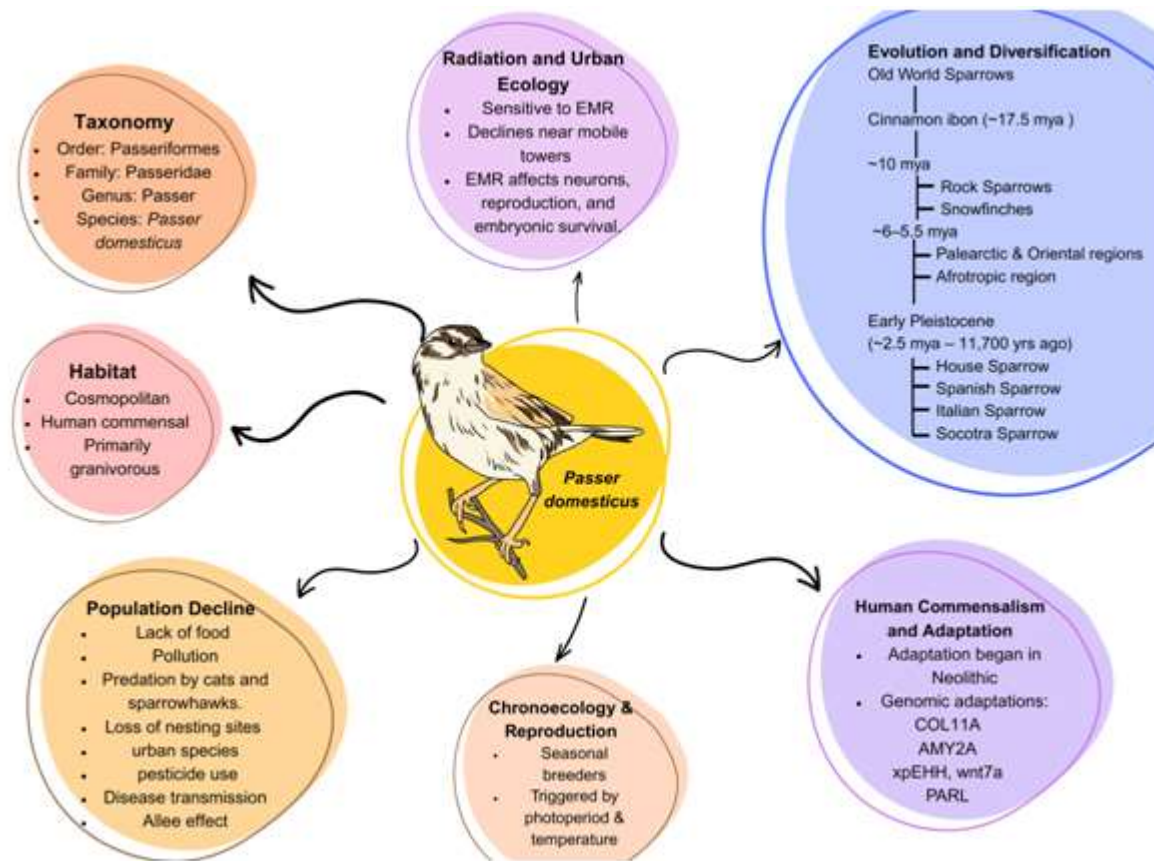 Taxonomy
• Order: Passeriformes
• Family: Passeridae
• Genus: Passer
• Species: Passer
domesticus
Radiation and Urban
Ecology
• Sensitive to EMR
• Declines near mobile
towers
• EMR affects neurons,
reproduction, and
embryonic survival.
Evolution and Diversification
Old World Sparrows
Cinnamon ibon (~17.5 mya )
~10 mya
Rock Sparrows
Snowfinches
~6–5.5 mya
Palearctic & Oriental regions
Afrotropic region
Early Pleistocene
(~2.5 mya – 11,700 yrs ago)
House Sparrow
Spanish Sparrow
Italian Sparrow
Socotra Sparrow
Habitat
• Cosmopolitan
• Human commensal
• Primarily
granivorous
Passer
domesticus
Population Decline
• Lack of food
• Pollution
• Predation by cats and
sparrowhawks.
• Loss of nesting sites
• urban species
• pesticide use
• Disease transmission
• Allee effect
Chronoecology &
Reproduction
• Seasonal
breeders
• Triggered by
photoperiod &
temperature
Human Commensalism
and Adaptation
• Adaptation began in
Neolithic
• Genomic adaptations:
COL11A
AMY2A
xpEHH, wnt7a
PARL